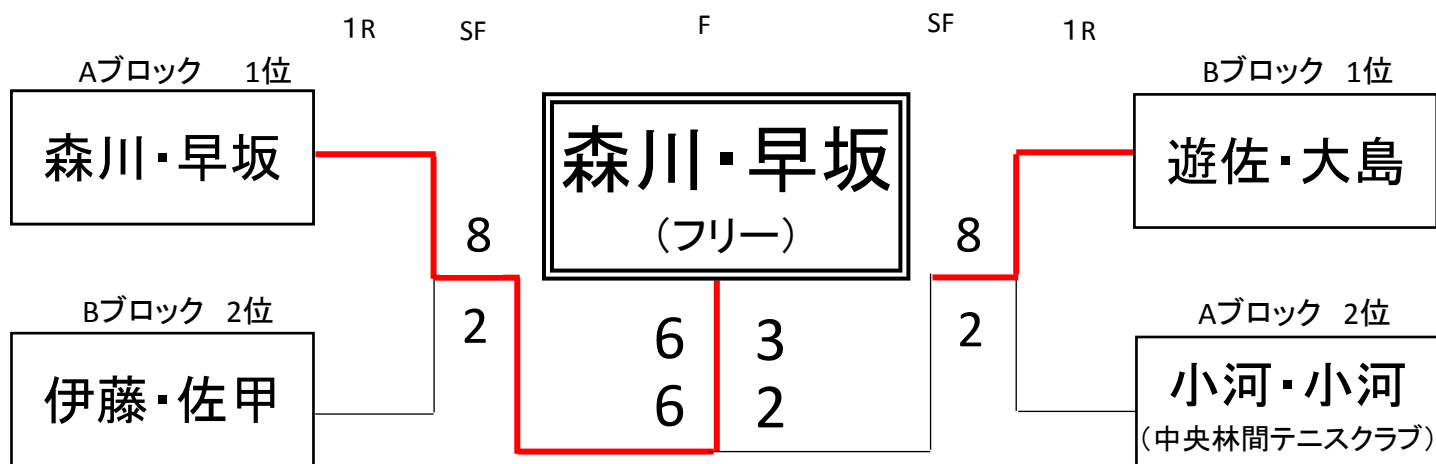 1R SF F SF 1R
Aブロック 1位
Bブロック 1位
森川・早坂
森川・早坂
(フリー)
遊佐・大島
8
8
Bブロック 2位
2
6 3
2
Aブロック 2位
伊藤・佐甲
6 2
小河・小河
(中央林間テニスクラブ)